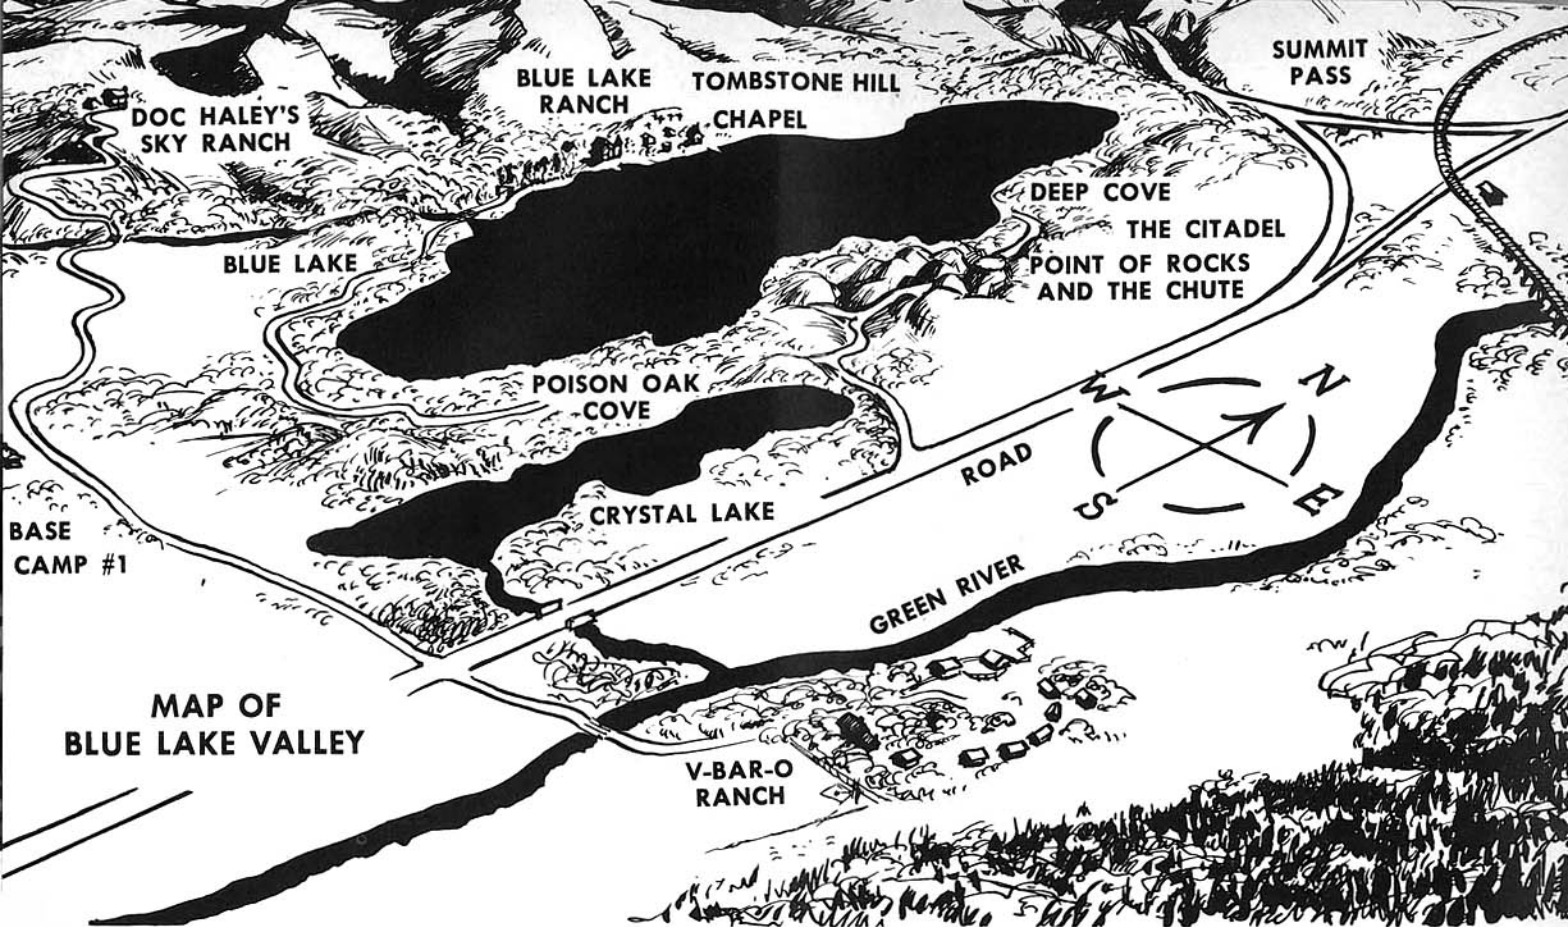 SUMMIT
PASS
BLUE LAKE
RANCH
TOMBSTONE HILL
CHAPEL
DOC HALEY'S
SKY RANCH
DEEP COVE
THE CITADEL
POINT OF ROCKS
AND THE CHUTE
BLUE LAKE
POISON OAK
COVE
W
N
S
E
ROAD
CRYSTAL LAKE
BASE
CAMP #1
GREEN RIVER
MAP OF
BLUE LAKE VALLEY
V-BAR-O
RANCH